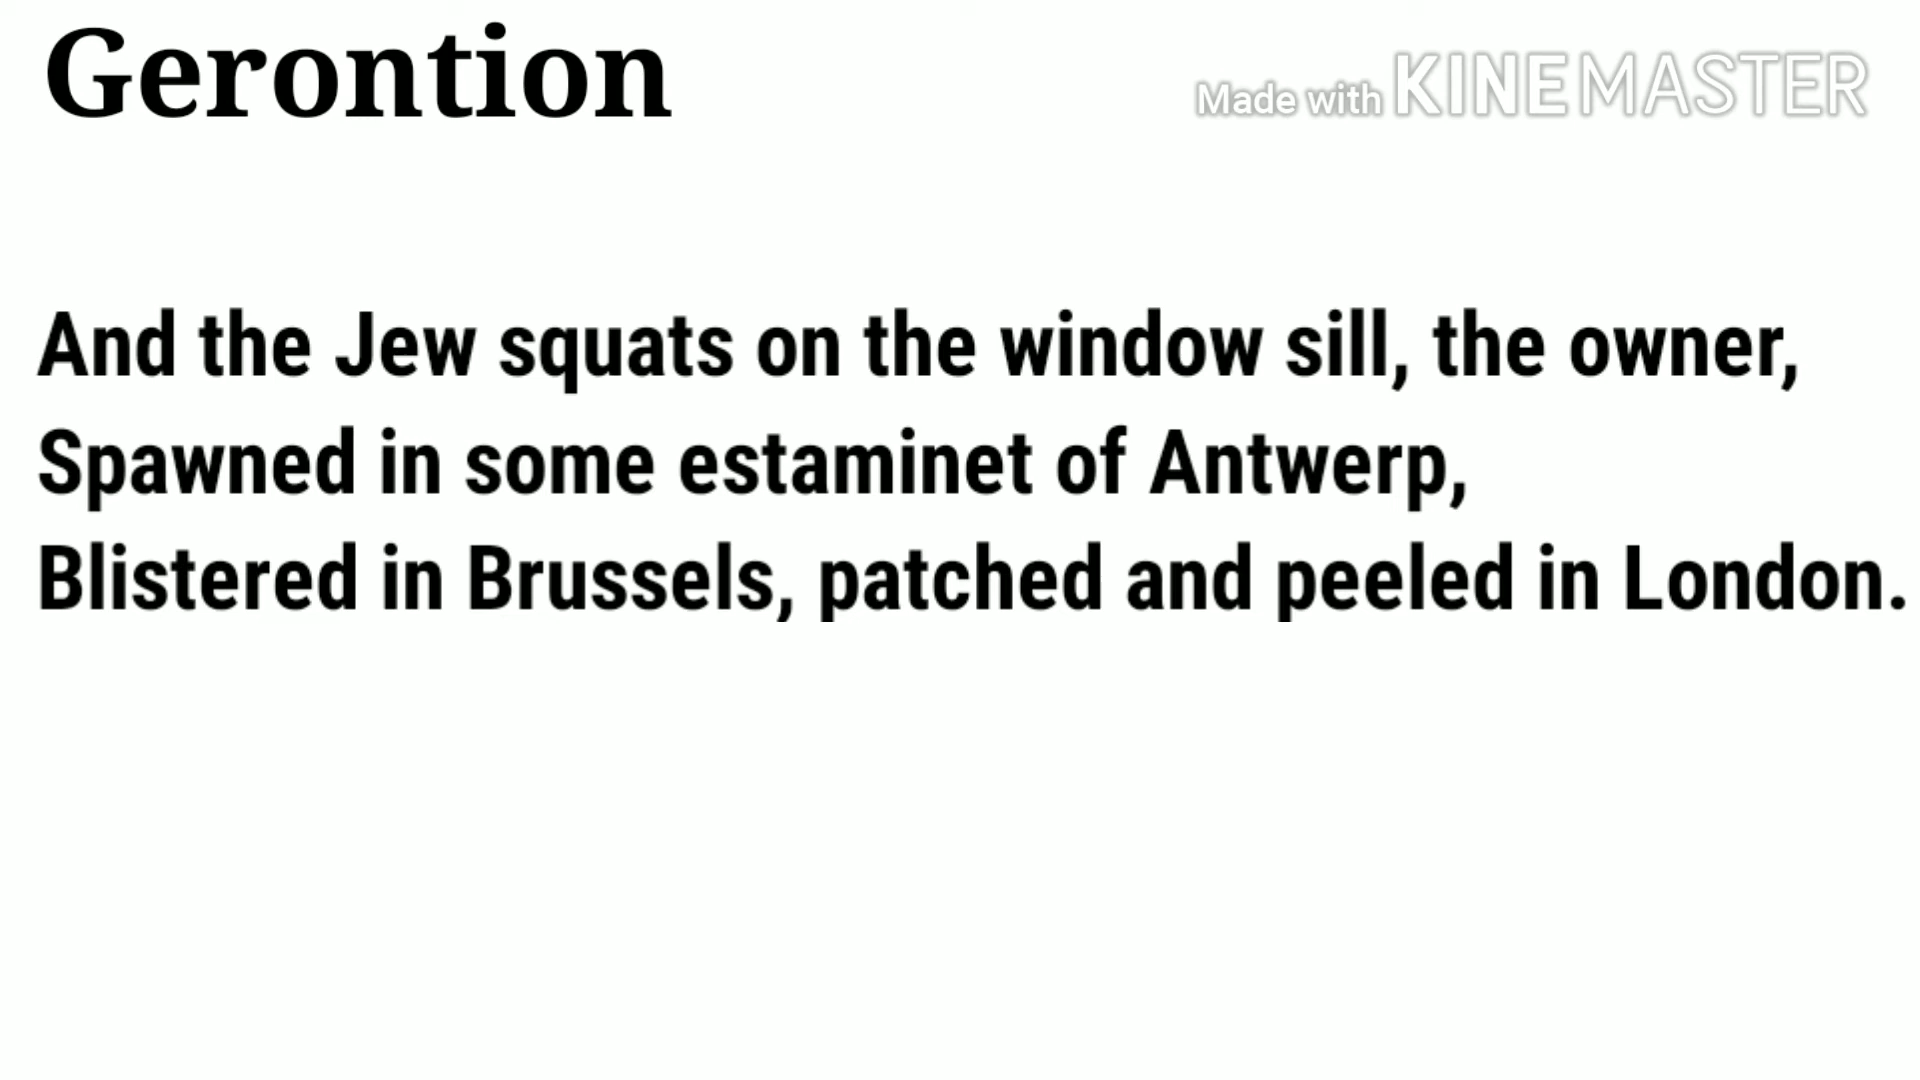 Gerontion
Made with KINEMASTER
And the Jew squats on the window sill, the owner,
Spawned in some estaminet of Antwerp,
Blistered in Brussels, patched and peeled in London.